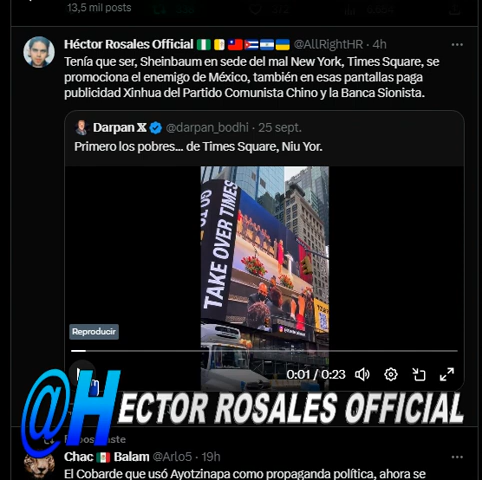 13,5 mil posts
Héctor Rosales Official @AllRightHR · 4h
Tenía que ser, Sheinbaum en sede del mal New York, Times Square, se
promociona el enemigo de México, también en esas pantallas paga
publicidad Xinhua del Partido Comunista Chino y la Banca Sionista.
Darpan X @darpan_bodhi · 25 sept.
Primero los pobres... de Times Square, Niu Yor.
GO TO
TAKE OVER TIMES
Reproducir
0:01 / 0:23
@HECTOR ROSALES OFFICIAL
Chac Balam @Arlo5 · 19h
El Cobarde que usó Ayotzinapa como propaganda política, ahora se